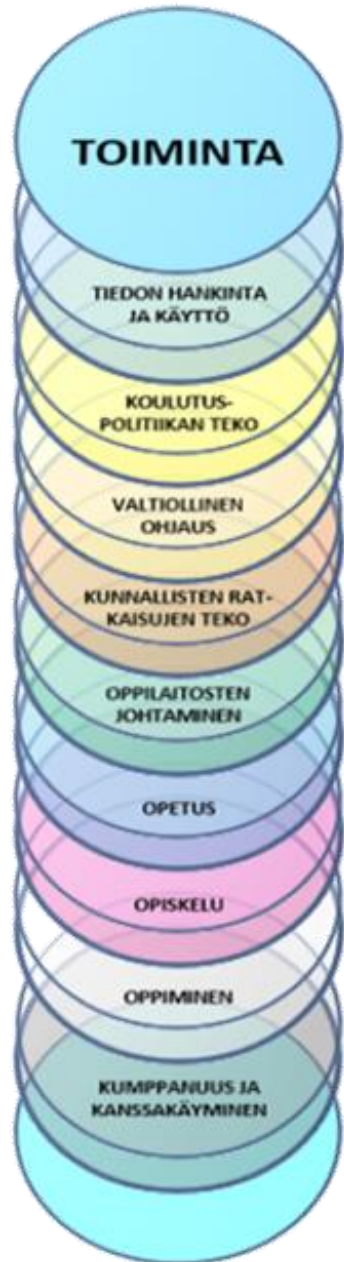 TOIMINTA
TIEDON HANKINTA
JA KÄYTTÖ
KOULUTUS-
POLITIIKAN TEKO
VALTIOLLINEN
OHJAUS
KUNNALLISTEN RAT-
KAISUJEN TEKO
OPPILAITOSTEN
JOHTAMINEN
OPETUS
OPISKELU
OPPIMINEN
KUMPPANUUS JA
KANSSAKÄYMINEN